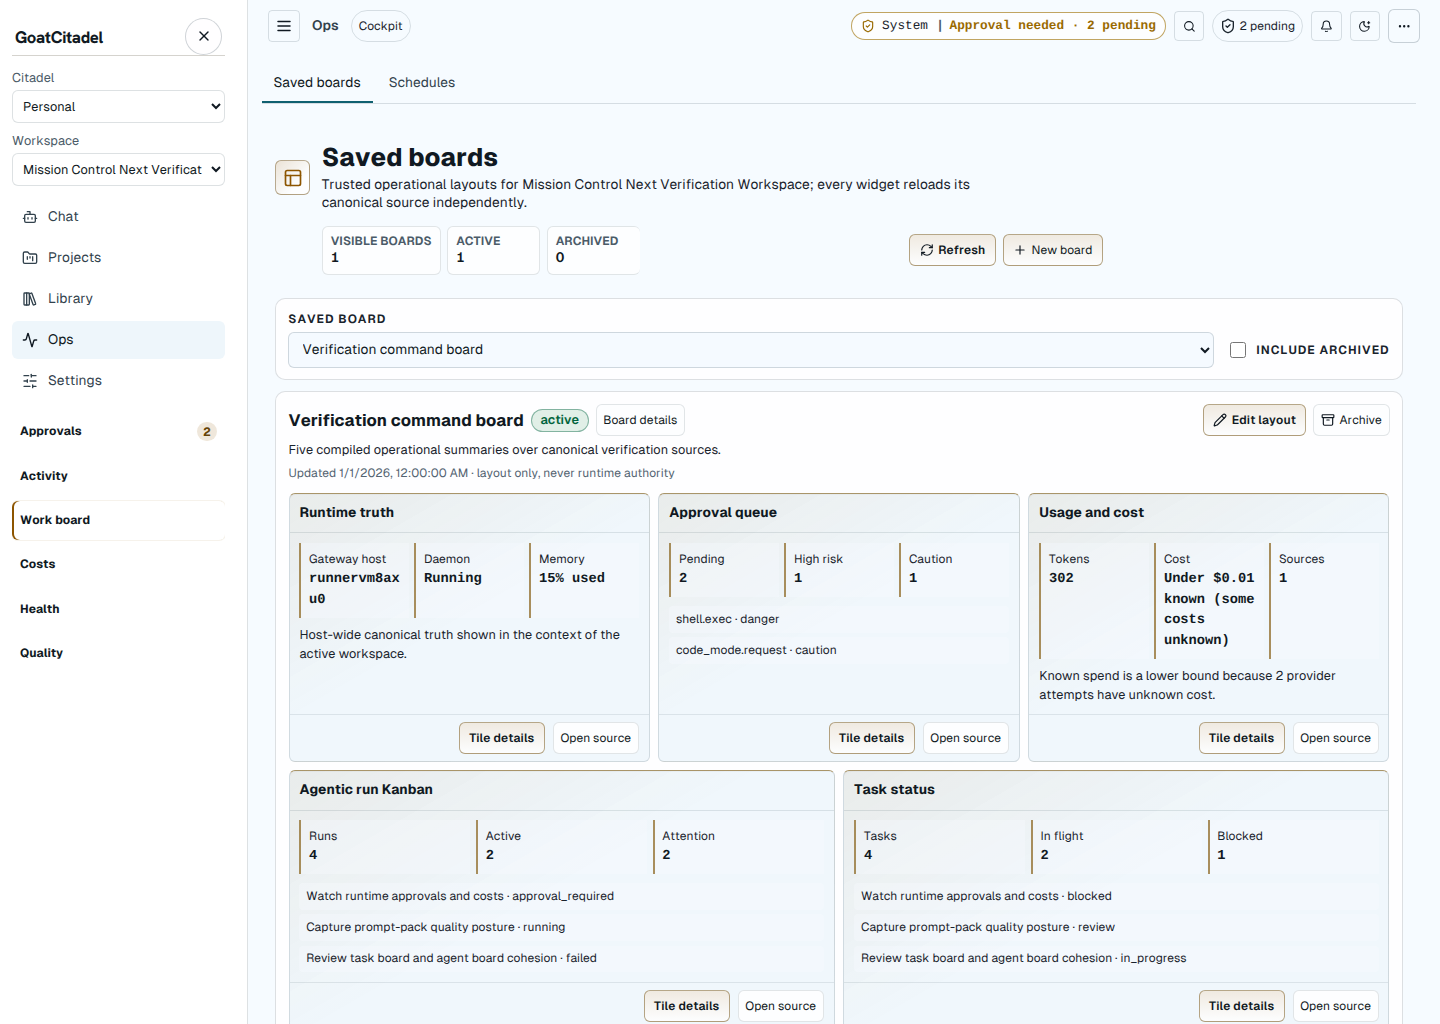 GoatCitadel
Citadel
Personal
Workspace
Mission Control Next Verificat
Chat
Projects
Library
Ops
Settings
Approvals 2
Activity
Work board
Costs
Health
Quality
Ops Cockpit
System | Approval needed · 2 pending
2 pending
Saved boards Schedules
Saved boards
Trusted operational layouts for Mission Control Next Verification Workspace; every widget reloads its
canonical source independently.
VISIBLE BOARDS
1
ACTIVE
1
ARCHIVED
0
Refresh
New board
SAVED BOARD
Verification command board
INCLUDE ARCHIVED
Verification command board active Board details
Edit layout Archive
Five compiled operational summaries over canonical verification sources.
Updated 1/1/2026, 12:00:00 AM · layout only, never runtime authority
Runtime truth
Gateway host
runnervm8ax
u0
Daemon
Running
Memory
15% used
Host-wide canonical truth shown in the context of the
active workspace.
Tile details Open source
Approval queue
Pending
2
High risk
1
Caution
1
shell.exec · danger
code_mode.request · caution
Tile details Open source
Usage and cost
Tokens
302
Cost
Under $0.01
known (some
costs
unknown)
Sources
1
Known spend is a lower bound because 2 provider
attempts have unknown cost.
Tile details Open source
Agentic run Kanban
Runs
4
Active
2
Attention
2
Watch runtime approvals and costs · approval_required
Capture prompt-pack quality posture · running
Review task board and agent board cohesion · failed
Tile details Open source
Task status
Tasks
4
In flight
2
Blocked
1
Watch runtime approvals and costs · blocked
Capture prompt-pack quality posture · review
Review task board and agent board cohesion · in_progress
Tile details Open source